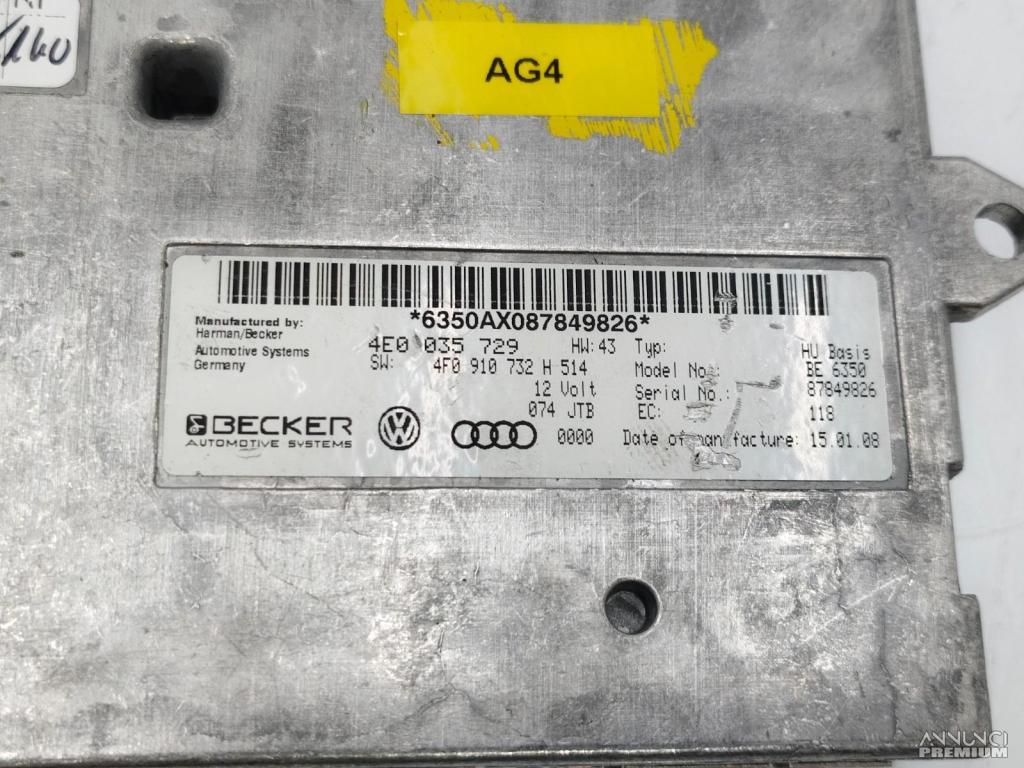 AG4
*6350AX087849826*
Manufactured by:
Harman/Becker
Automotive Systems
Germany
4E0 035 729 HW:43
SW: 4F0 910 732 H 514
12 Volt
074 JTB
0000
Typ: HU Basis
Model No.: BE 6350
Serial No.: 87849826
EC: 118
Date of manufacture: 15.01.08
BECKER
AUTOMOTIVE SYSTEMS
ANNUNCI
PREMIUM